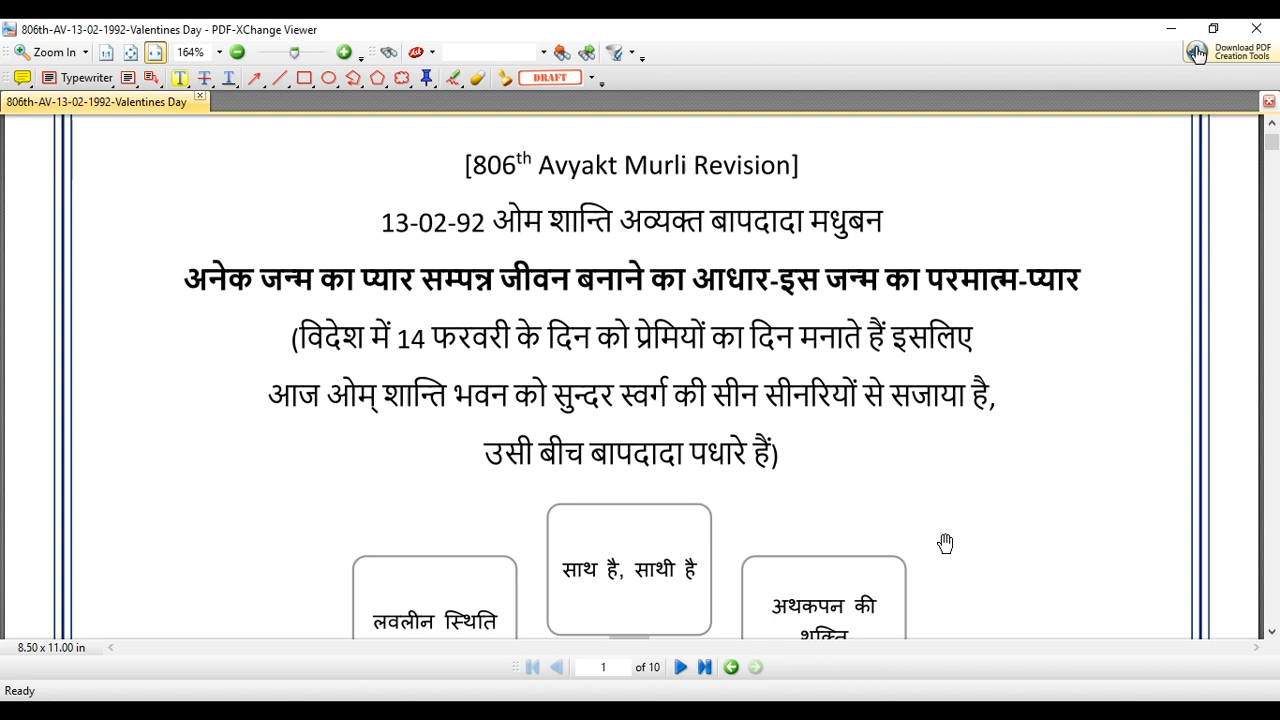 806th-AV-13-02-1992-Valentines Day - PDF-XChange Viewer
Zoom In 164% Download PDF Creation Tools
Typewriter DRAFT
806th-AV-13-02-1992-Valentines Day
[806th Avyakt Murli Revision]
13-02-92 ओम शान्ति अव्यक्त बापदादा मधुबन
अनेक जन्म का प्यार सम्पन्न जीवन बनाने का आधार-इस जन्म का परमात्म-प्यार
(विदेश में 14 फरवरी के दिन को प्रेमियों का दिन मनाते हैं इसलिए
आज ओम् शान्ति भवन को सुन्दर स्वर्ग की सीन सीनरियों से सजाया है,
उसी बीच बापदादा पधारे हैं)
साथ है, साथी है
लवलीन स्थिति
अथकपन की
शक्ति
8.50 x 11.00 in
1 of 10
Ready